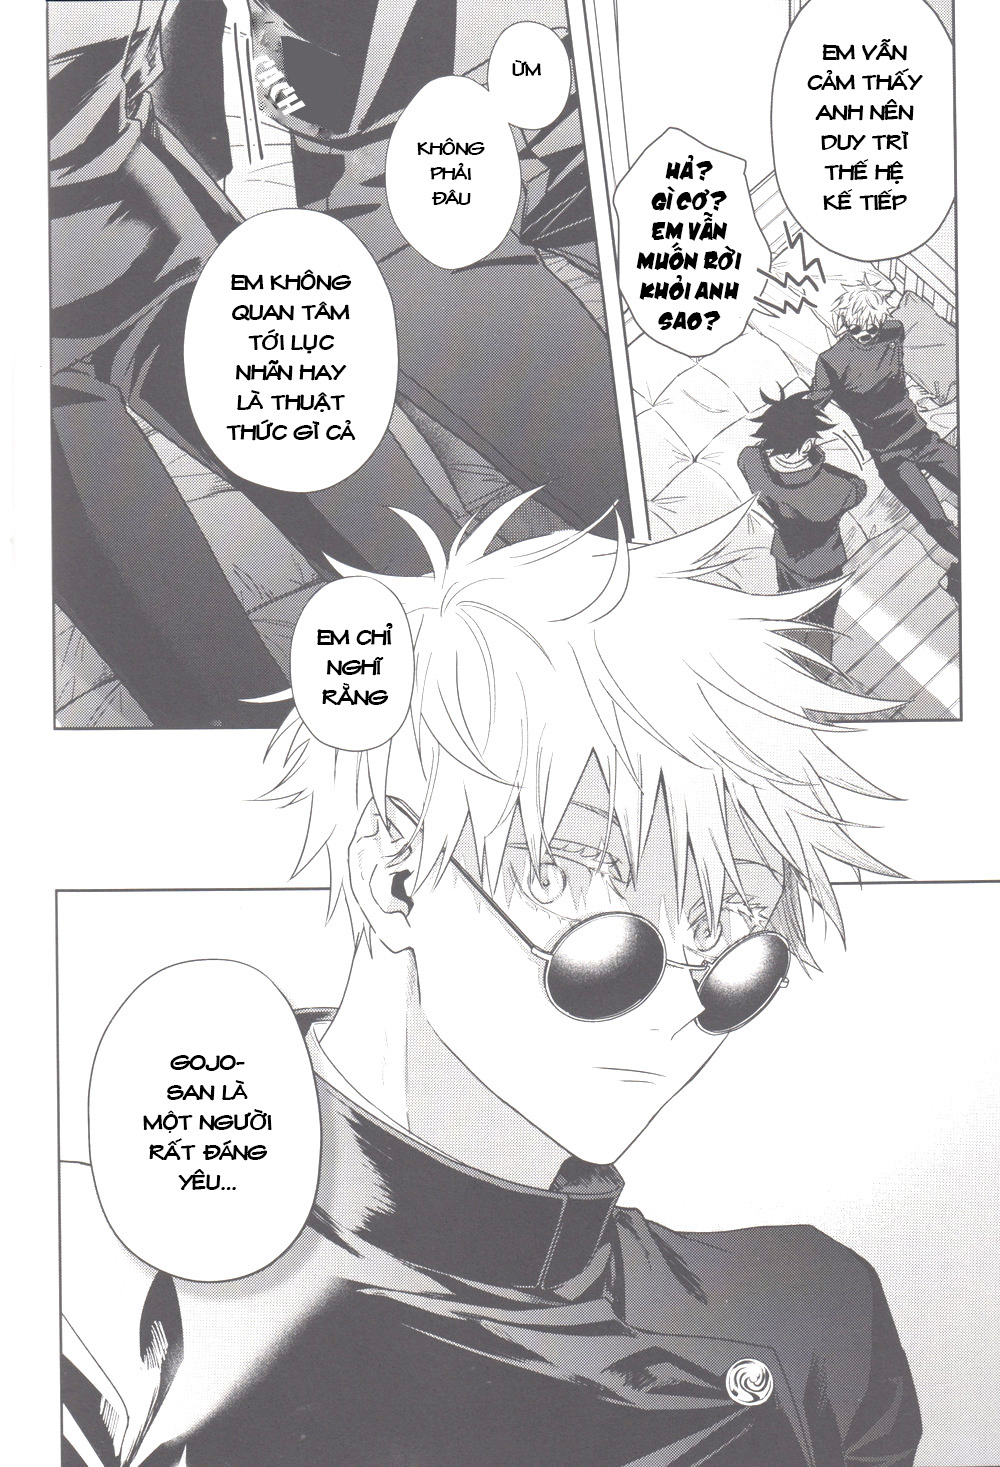 EM VẪN
CẢM THẤY
ANH NÊN
DUY TRÌ
THẾ HỆ
KẾ TIẾP
HẢ?
GÌ CƠ?
EM VẪN
MUỐN RỜI
KHỎI ANH
SAO?
ỪM
KHÔNG
PHẢI
ĐÂU
EM KHÔNG
QUAN TÂM
TỚI LỤC
NHÃN HAY
LÀ THUẬT
THỨC GÌ CẢ
EM CHỈ
NGHĨ
RẰNG
GOJO-
SAN LÀ
MỘT NGƯỜI
RẤT ĐÁNG
YÊU...